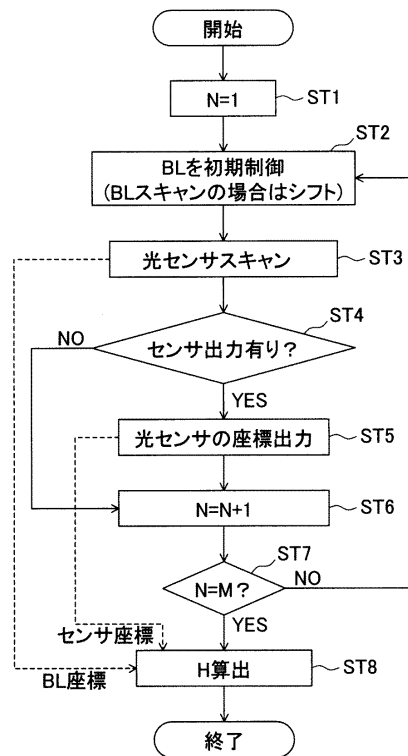 開始
N=1
ST1
ST2
BLを初期制御
(BLスキャンの場合はシフト)
光センサスキャン
ST3
ST4
NO
センサ出力有り?
YES
光センサの座標出力
ST5
N=N+1
ST6
ST7
N=M?
NO
YES
センサ座標
H算出
ST8
BL座標
終了